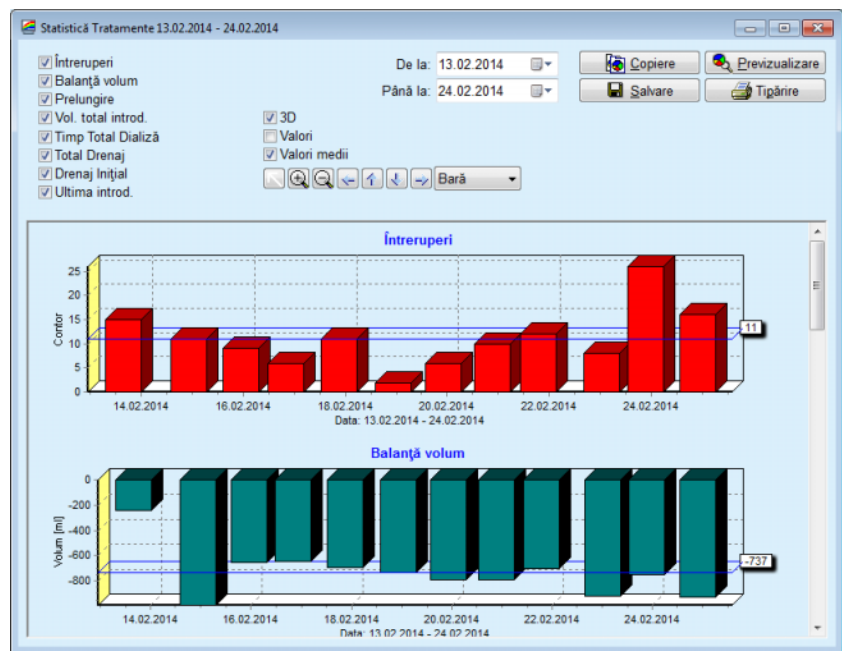 Statistică Tratamente 13.02.2014 - 24.02.2014
Întreruperi
Balanţă volum
Prelungire
Vol. total introd.
Timp Total Dializă
Total Drenaj
Drenaj Iniţial
Ultima introd.
3D
Valori
Valori medii
Bară
De la: 13.02.2014
Până la: 24.02.2014
Copiere
Previzualizare
Salvare
Tipărire
Întreruperi
Contor
25
20
15
10
5
0
11
14.02.2014 16.02.2014 18.02.2014 20.02.2014 22.02.2014 24.02.2014
Data: 13.02.2014 - 24.02.2014
Balanţă volum
Volum [ml]
0
-200
-400
-600
-800
-737
14.02.2014 16.02.2014 18.02.2014 20.02.2014 22.02.2014 24.02.2014
Data: 13.02.2014 - 24.02.2014